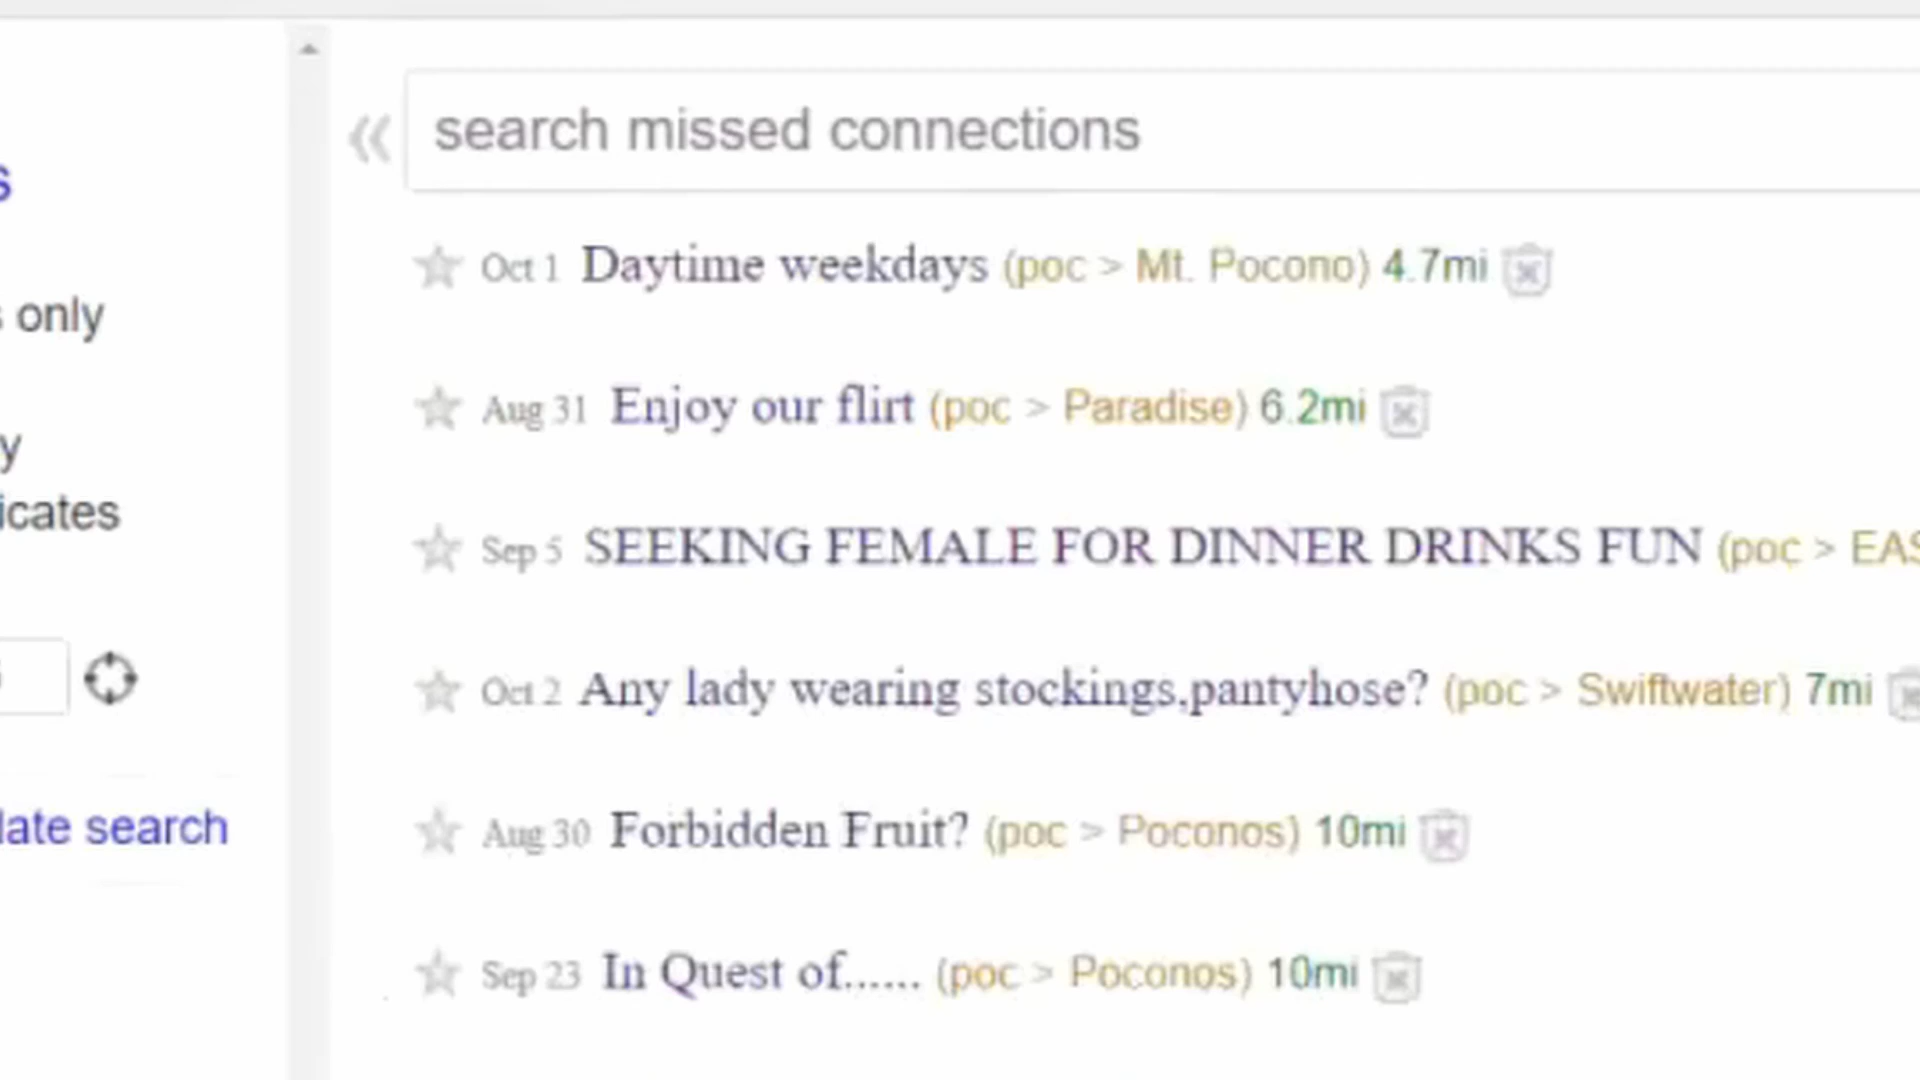 search missed connections
Oct 1 Daytime weekdays (poc > Mt. Pocono) 4.7mi
Aug 31 Enjoy our flirt (poc > Paradise) 6.2mi
Sep 5 SEEKING FEMALE FOR DINNER DRINKS FUN (poc > EAS
Oct 2 Any lady wearing stockings,pantyhose? (poc > Swiftwater) 7mi
Aug 30 Forbidden Fruit? (poc > Poconos) 10mi
Sep 23 In Quest of...... (poc > Poconos) 10mi
s
s only
y
icates
date search